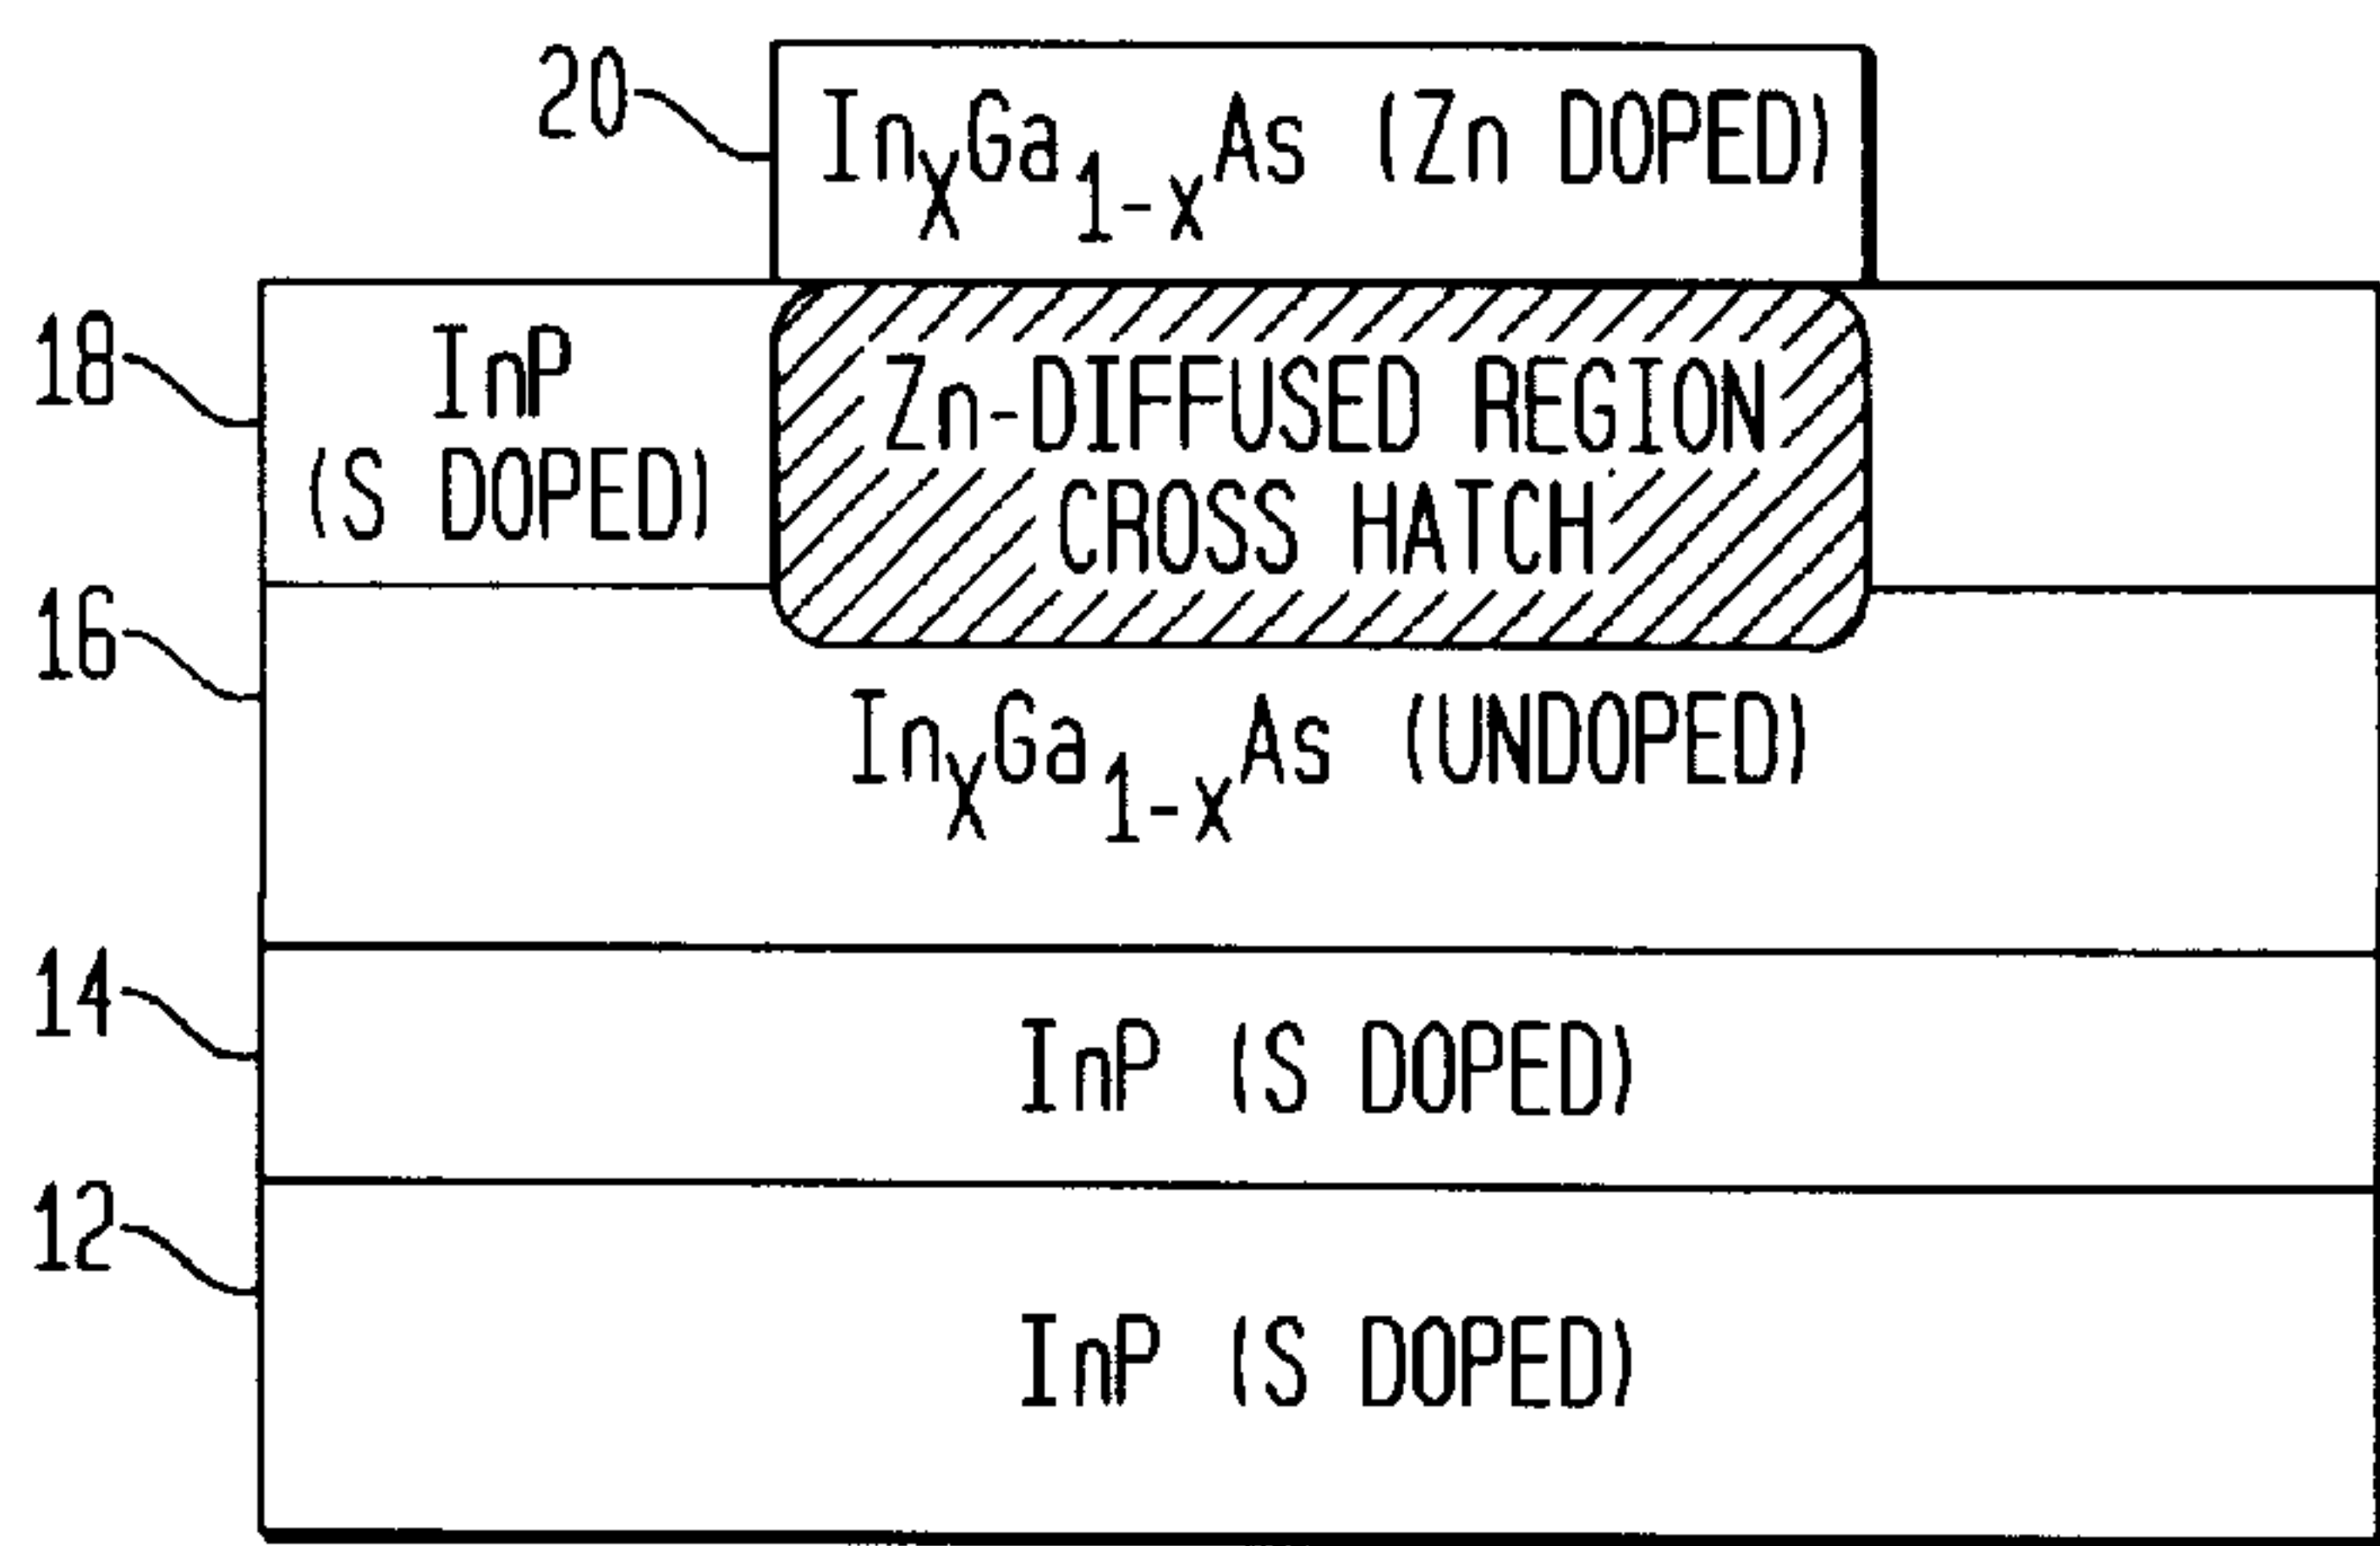 20
InXGa1-xAs (Zn DOPED)
18
InP
(S DOPED)
Zn-DIFFUSED REGION
CROSS HATCH
16
InXGa1-xAs (UNDOPED)
14
InP (S DOPED)
12
InP (S DOPED)